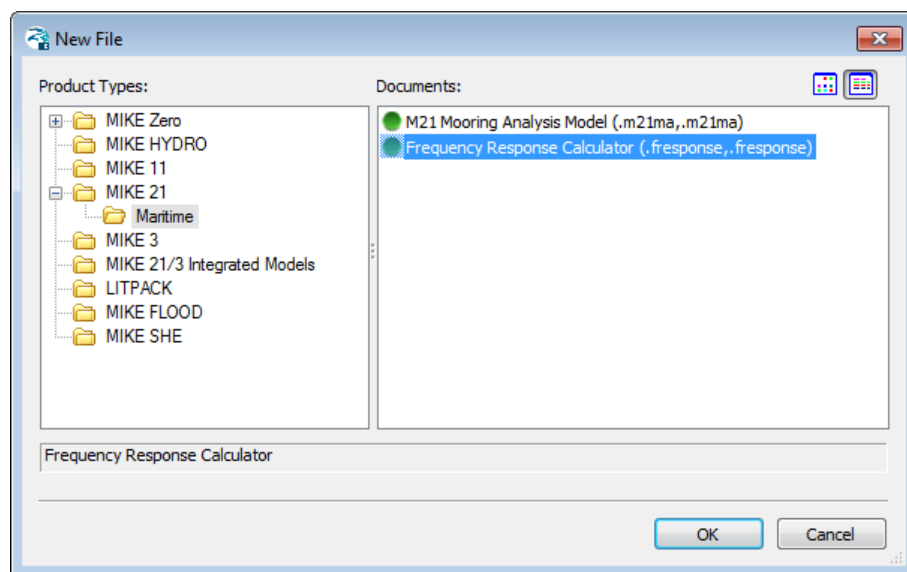 New File
Product Types:
Documents:
MIKE Zero
MIKE HYDRO
MIKE 11
MIKE 21
Maritime
MIKE 3
MIKE 21/3 Integrated Models
LITPACK
MIKE FLOOD
MIKE SHE
M21 Mooring Analysis Model (.m21ma,.m21ma)
Frequency Response Calculator (.fresponse,.fresponse)
Frequency Response Calculator
OK
Cancel